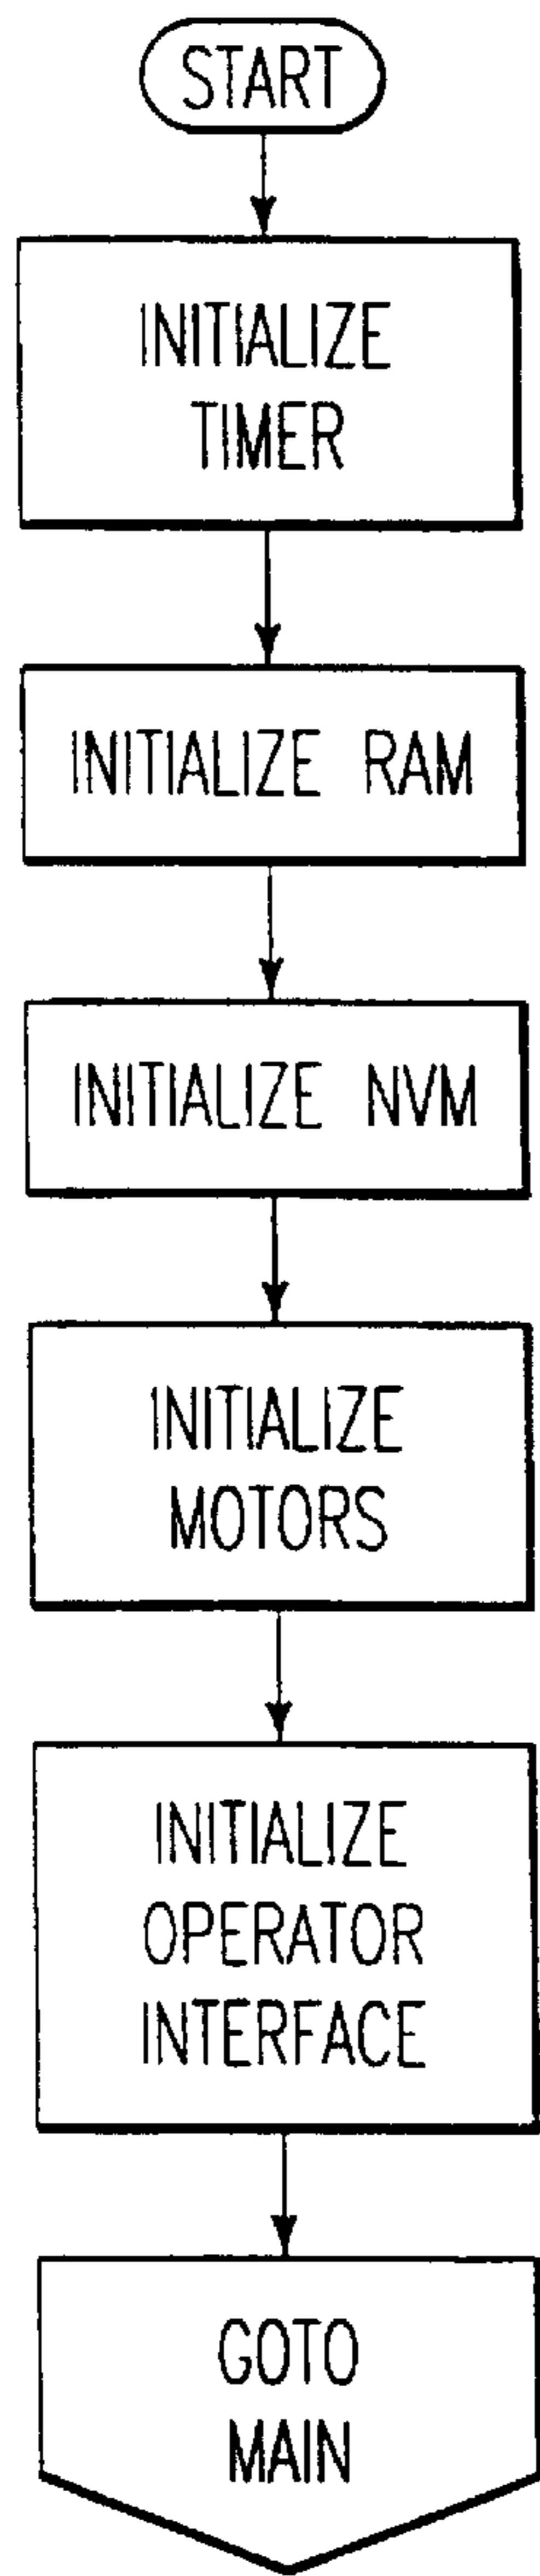 START
INITIALIZE
TIMER
INITIALIZE RAM
INITIALIZE NVM
INITIALIZE
MOTORS
INITIALIZE
OPERATOR
INTERFACE
GOTO
MAIN